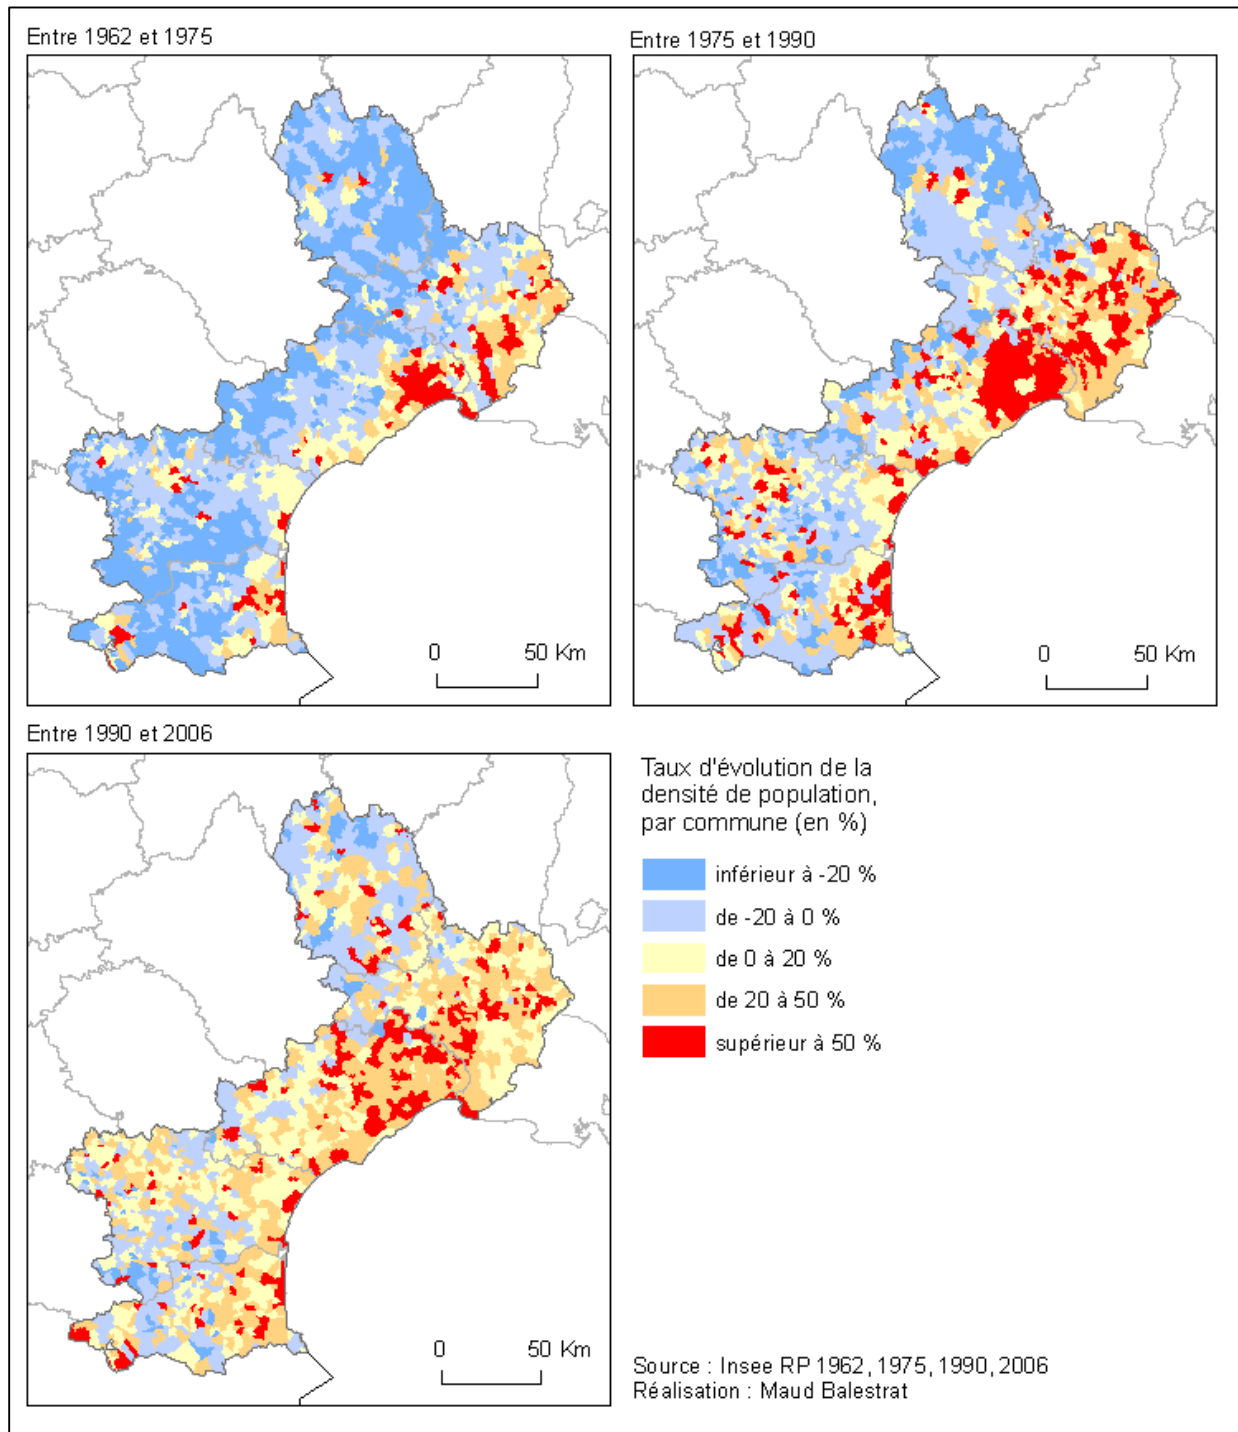 Entre 1962 et 1975
0 50 Km
Entre 1975 et 1990
0 50 Km
Entre 1990 et 2006
0 50 Km
Taux d'évolution de la
densité de population,
par commune (en %)
inférieur à -20 %
de -20 à 0 %
de 0 à 20 %
de 20 à 50 %
supérieur à 50 %
Source : Insee RP 1962, 1975, 1990, 2006
Réalisation : Maud Balestrat